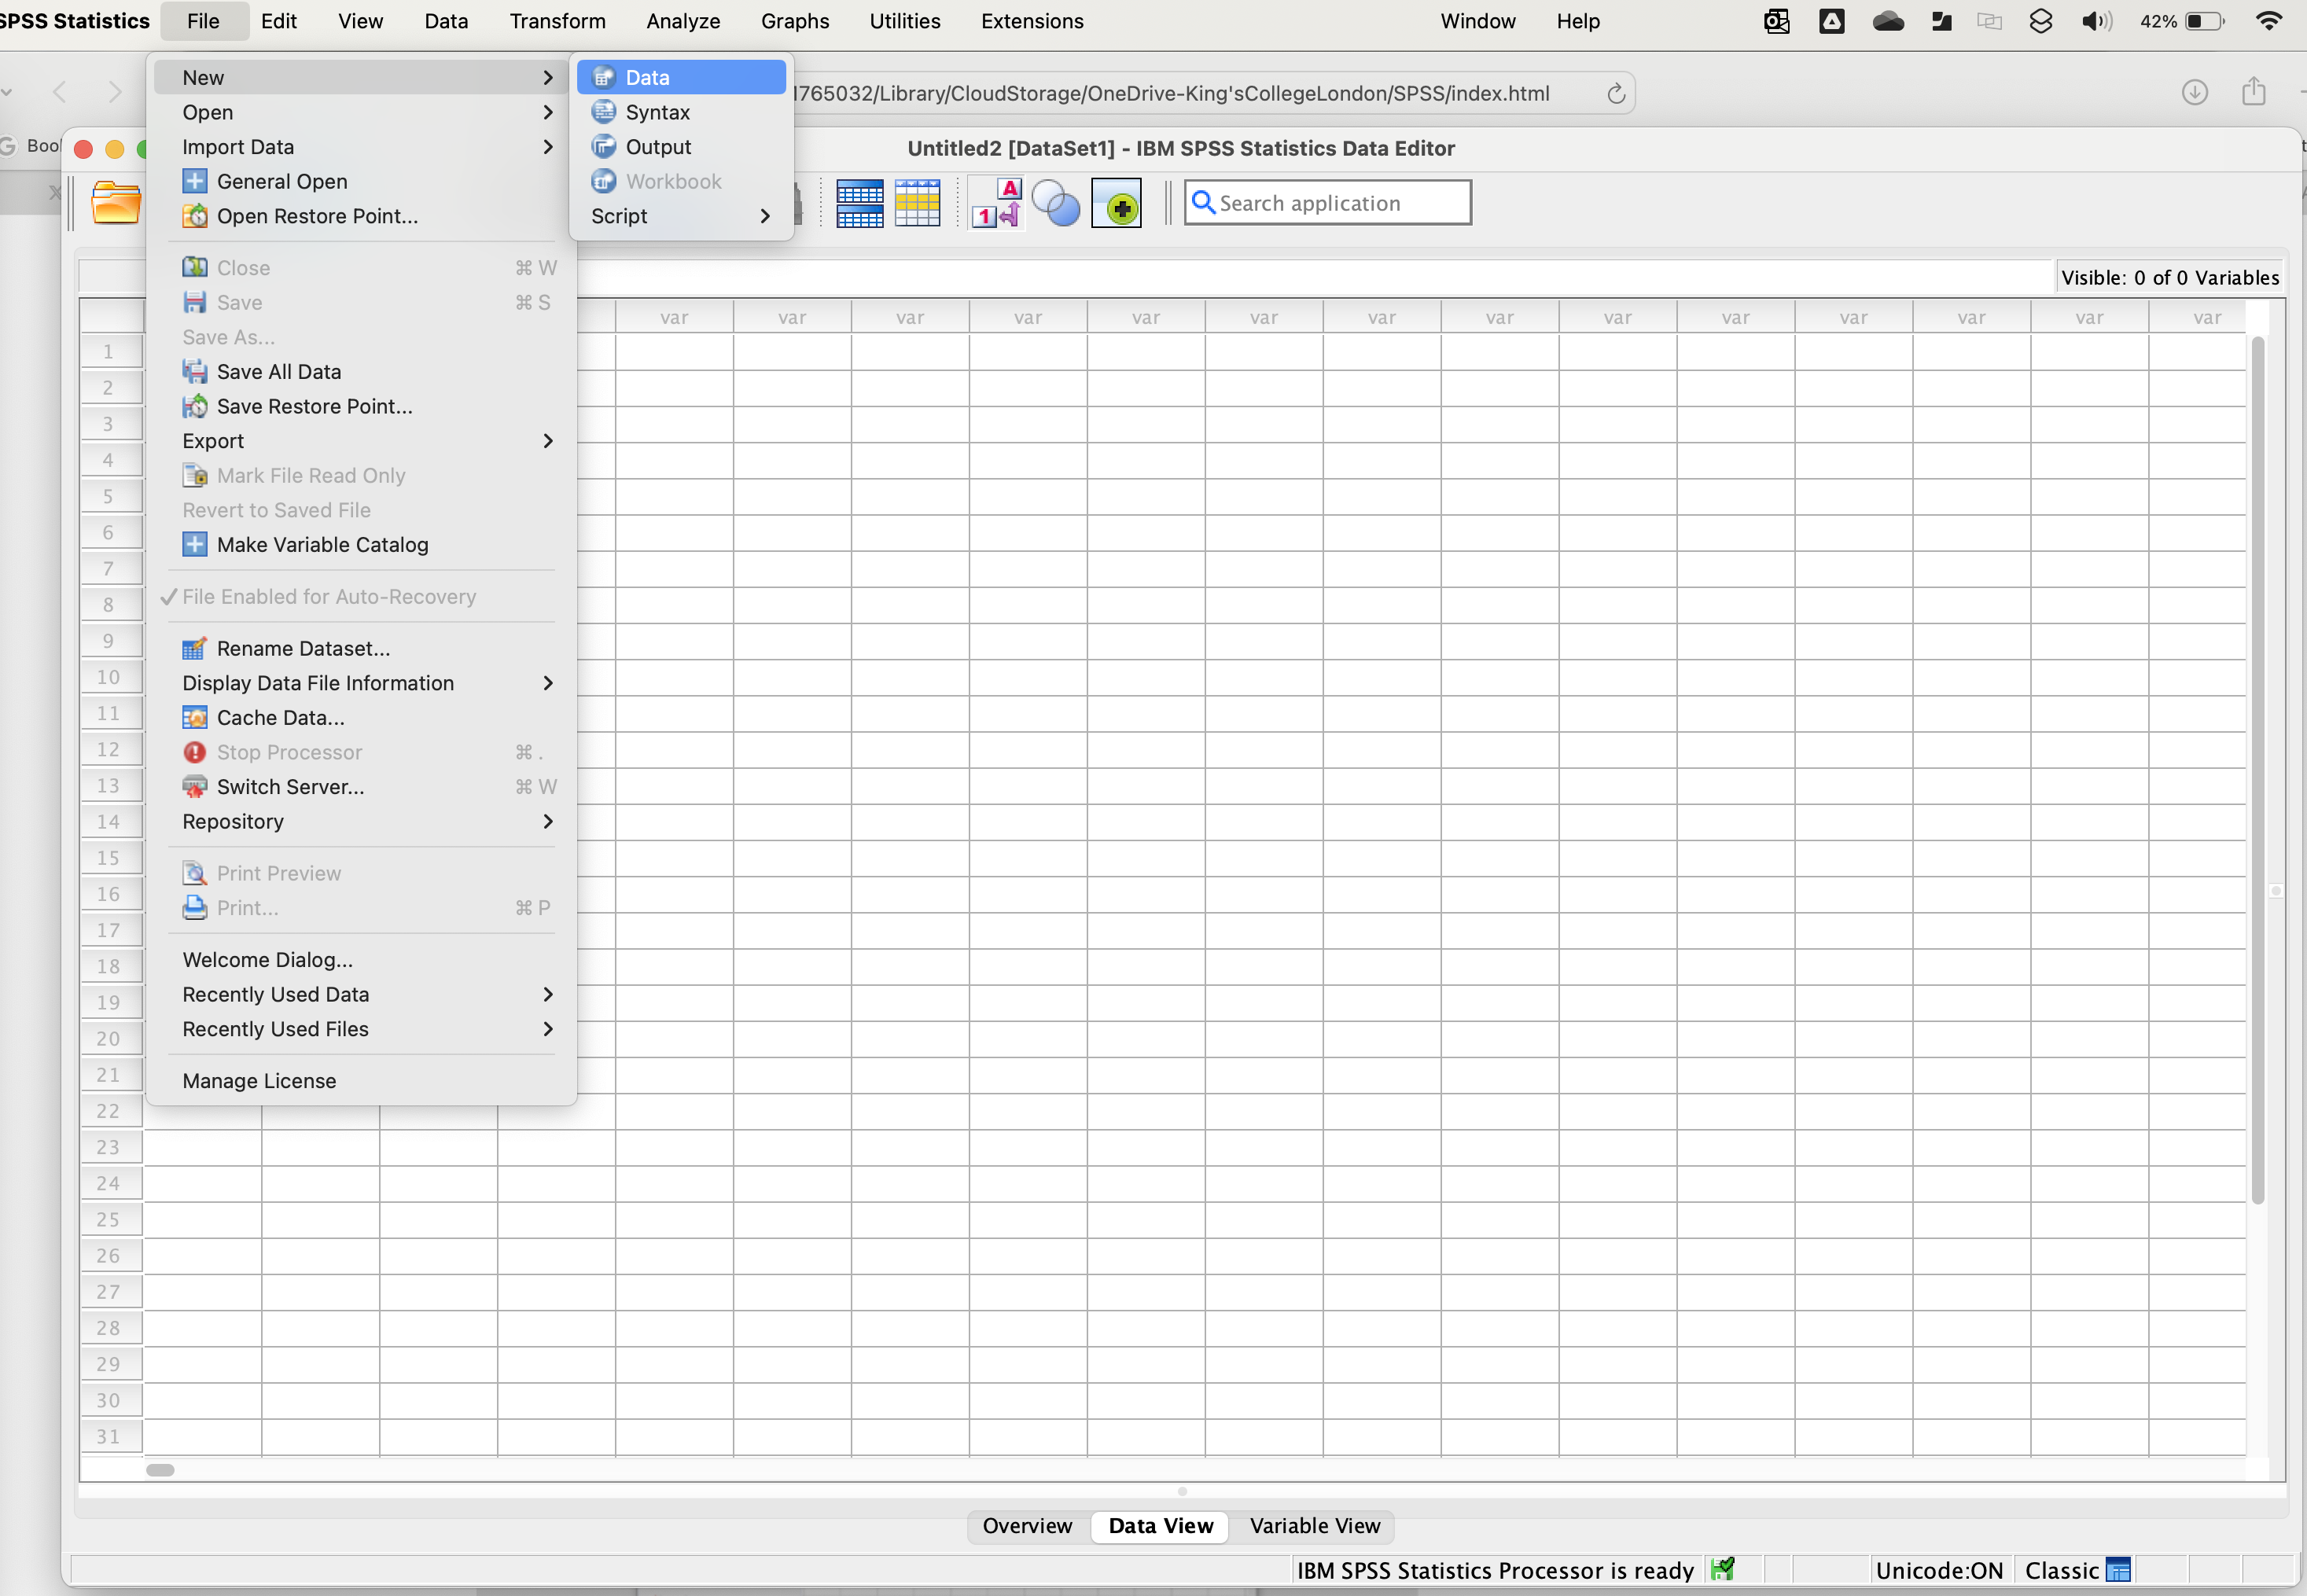 SPSS Statistics File Edit View Data Transform Analyze Graphs Utilities Extensions Window Help 42%
New
Open
Import Data
General Open
Open Restore Point...
Close ⌘ W
Save ⌘ S
Save As...
Save All Data
Save Restore Point...
Export
Mark File Read Only
Revert to Saved File
Make Variable Catalog
✓ File Enabled for Auto-Recovery
Rename Dataset...
Display Data File Information
Cache Data...
Stop Processor ⌘ .
Switch Server... ⌘ W
Repository
Print Preview
Print... ⌘ P
Welcome Dialog...
Recently Used Data
Recently Used Files
Manage License
Data
Syntax
Output
Workbook
Script
1765032/Library/CloudStorage/OneDrive-King'sCollegeLondon/SPSS/index.html
Boo
Untitled2 [DataSet1] - IBM SPSS Statistics Data Editor
A
1
Search application
Visible: 0 of 0 Variables
var var var var var var var var var var var var var var
1
2
3
4
5
6
7
8
9
10
11
12
13
14
15
16
17
18
19
20
21
22
23
24
25
26
27
28
29
30
31
Overview Data View Variable View
IBM SPSS Statistics Processor is ready Unicode:ON Classic